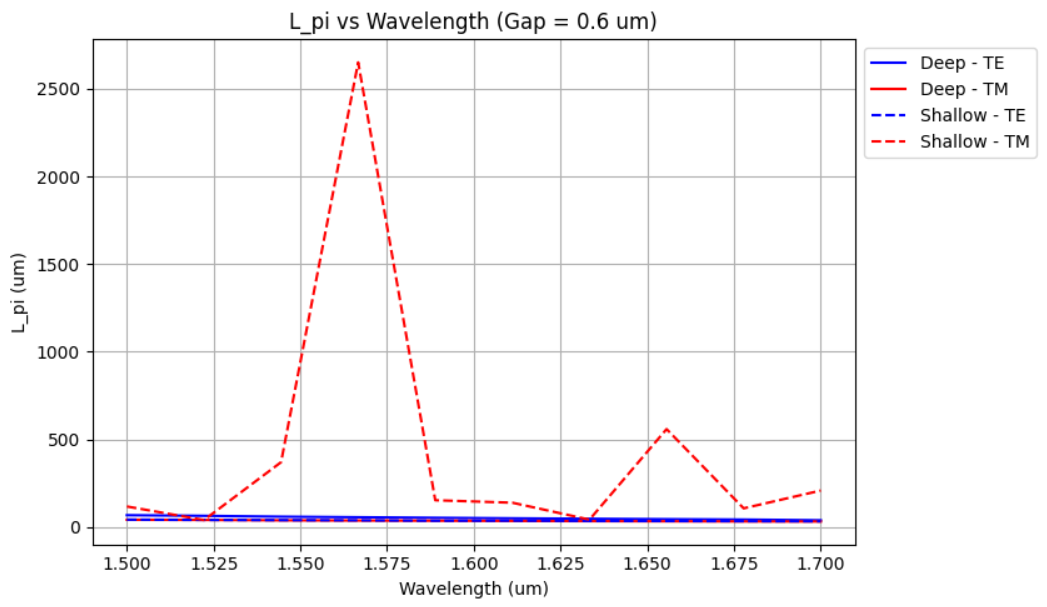 L_pi vs Wavelength (Gap = 0.6 um)
Deep - TE
Deep - TM
Shallow - TE
Shallow - TM
L_pi (um)
2500
2000
1500
1000
500
0
1.500 1.525 1.550 1.575 1.600 1.625 1.650 1.675 1.700
Wavelength (um)